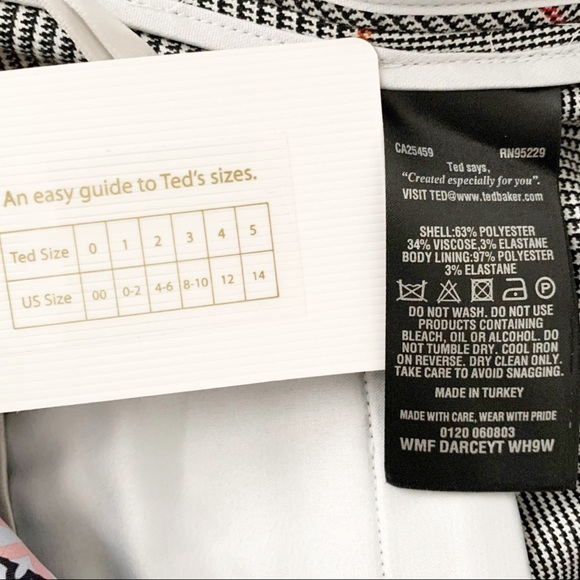 An easy guide to Ted's sizes.
Ted Size 0 1 2 3 4 5
US Size 00 0-2 4-6 8-10 12 14
CA25459 RN95229
Ted says,
"Created especially for you".
VISIT TED@www.tedbaker.com
SHELL:63% POLYESTER
34% VISCOSE,3% ELASTANE
BODY LINING:97% POLYESTER
3% ELASTANE
DO NOT WASH. DO NOT USE
PRODUCTS CONTAINING
BLEACH, OIL OR ALCOHOL. DO
NOT TUMBLE DRY. COOL IRON
ON REVERSE. DRY CLEAN ONLY.
TAKE CARE TO AVOID SNAGGING.
MADE IN TURKEY
MADE WITH CARE, WEAR WITH PRIDE
0120 060803
WMF DARCEYT WH9W